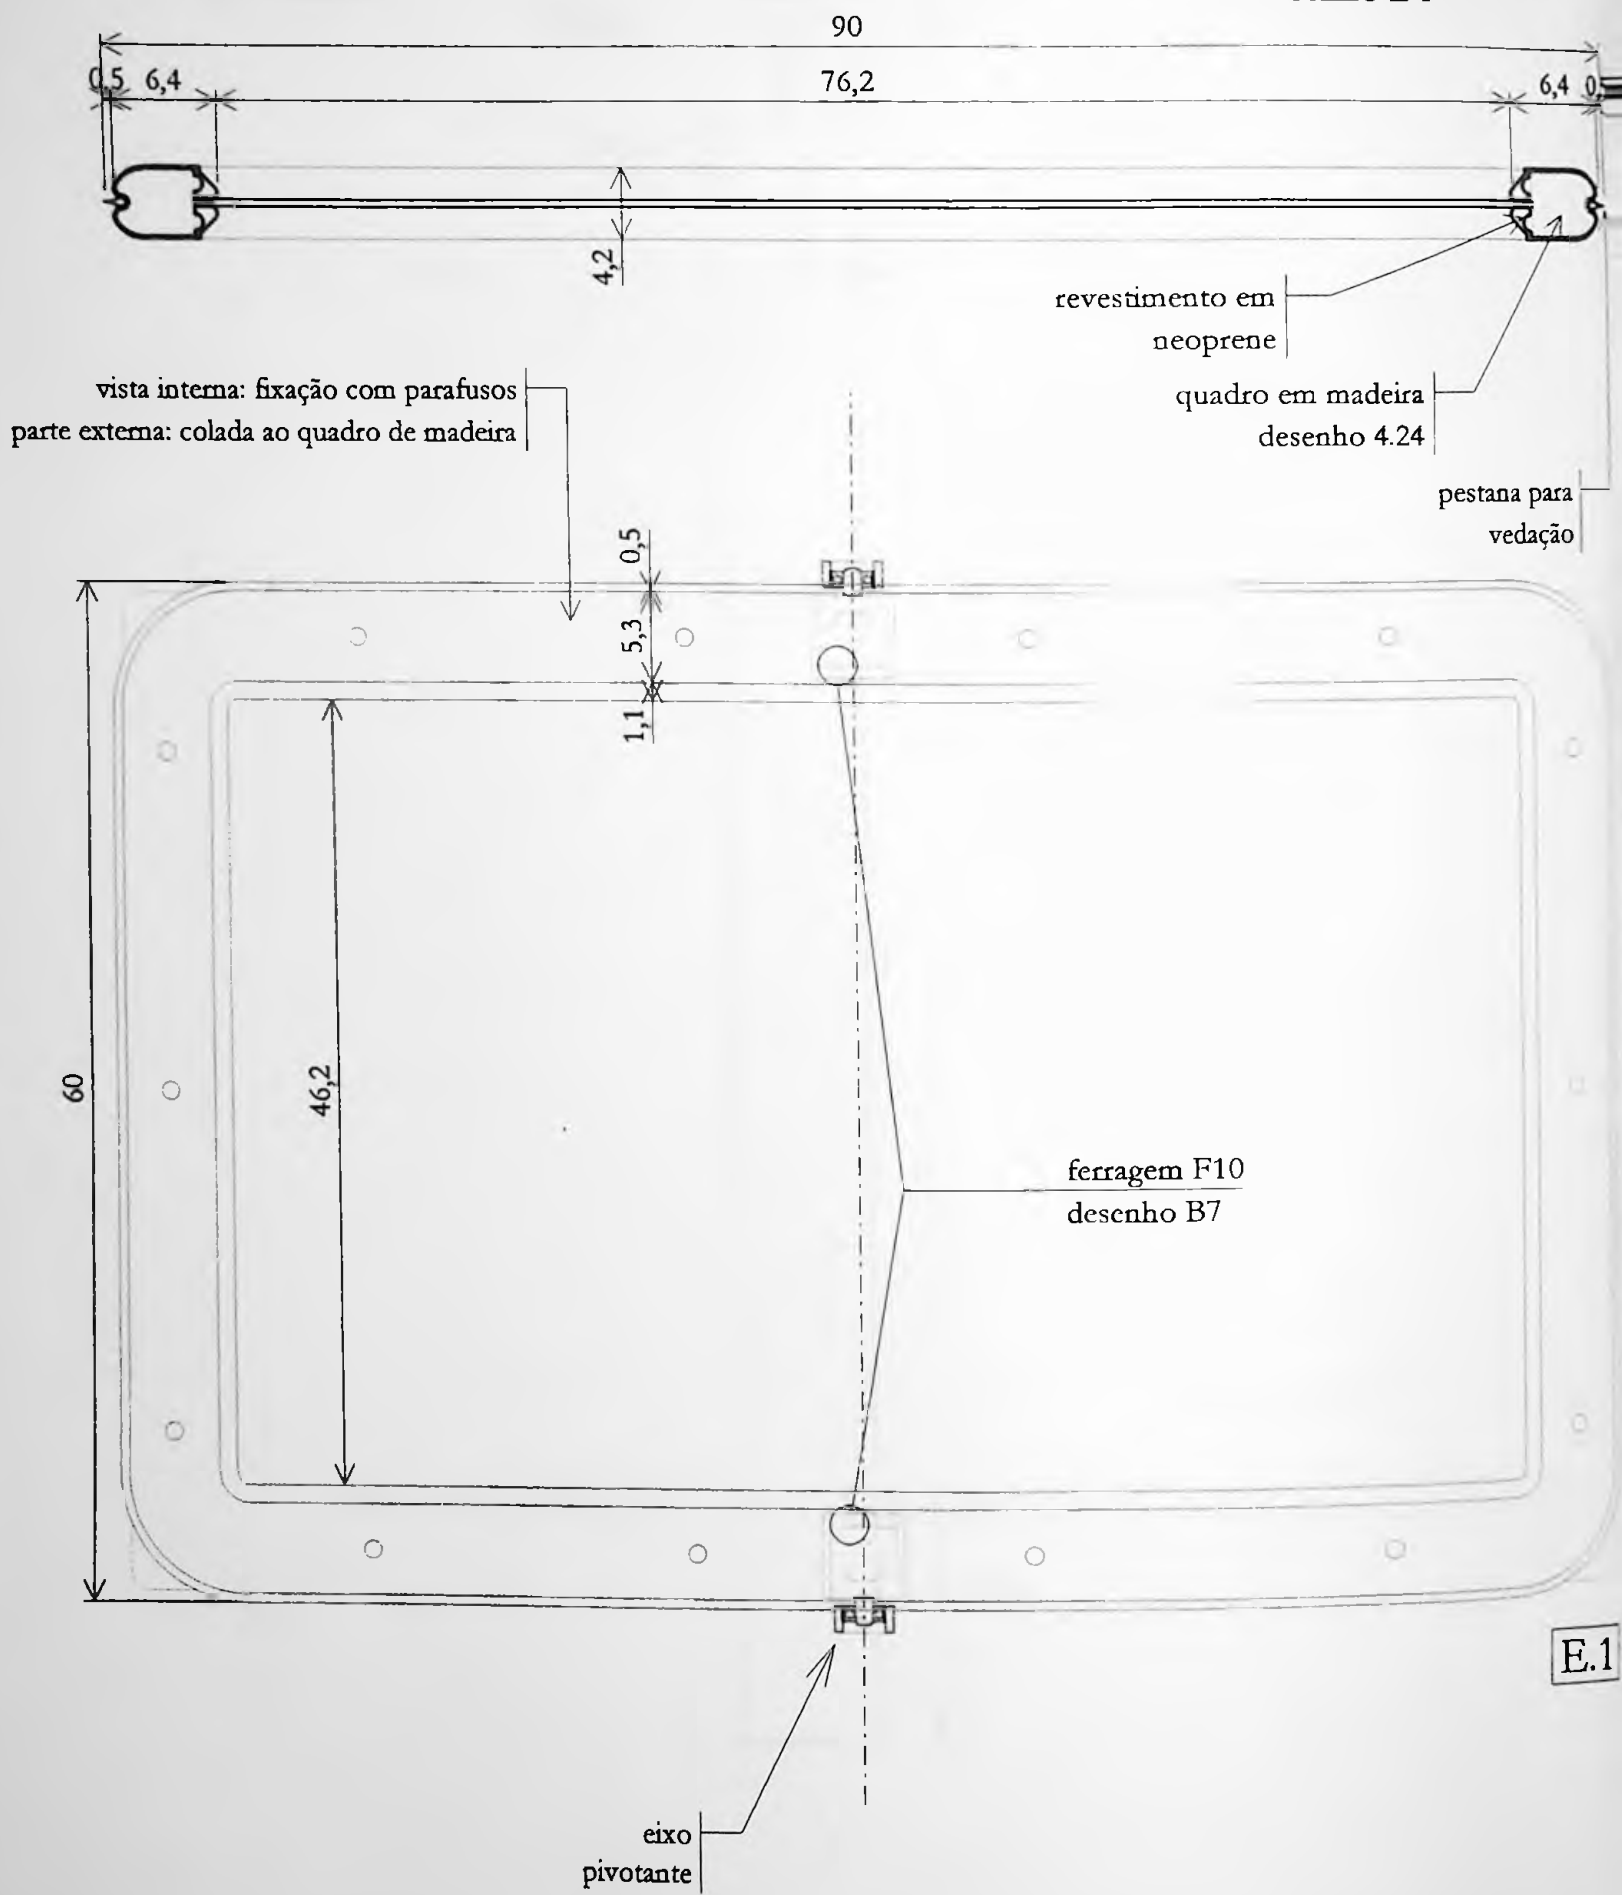 90
0,5 6,4 76,2 6,4
4,2
revestimento em
neoprene
quadro em madeira
desenho 4.24
pestana para
vedação
vista interna: fixação com parafusos
parte externa: colada ao quadro de madeira
0,5
5,3
1,1
60
46,2
ferragem F10
desenho B7
E.1
eixo
pivotante